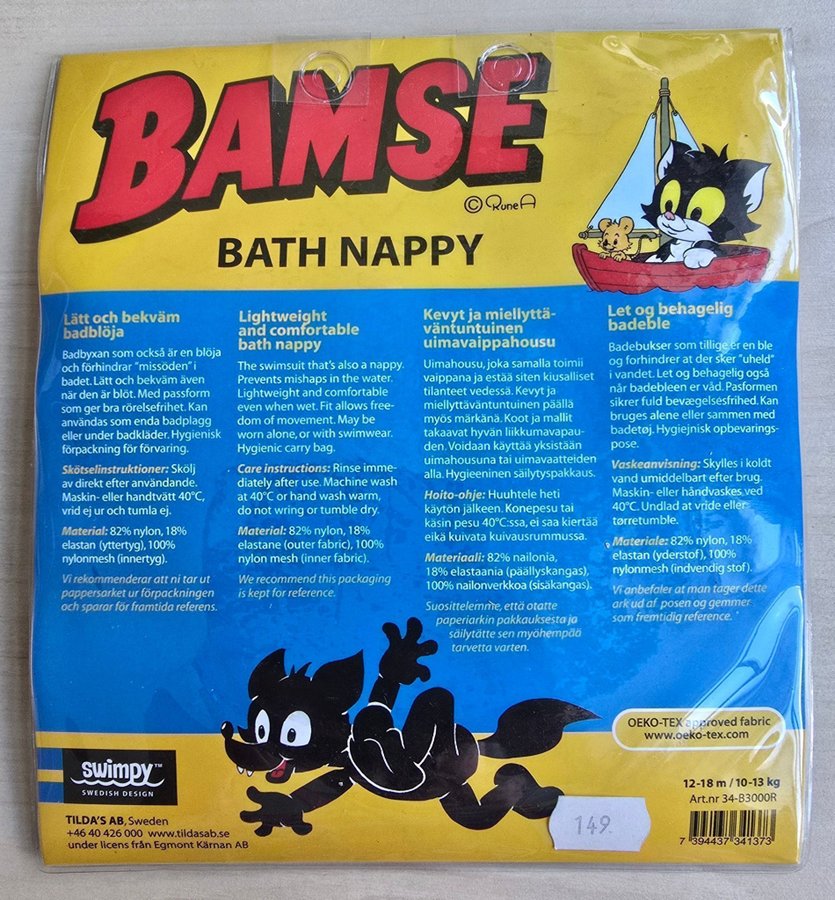 BAMSE
© Rune A
BATH NAPPY
Lätt och bekväm
badblöja
Badbyxan som också är en blöja
och förhindrar "missöden" i
badet. Lätt och bekväm även
när den är blöt. Med passform
som ger bra rörelsefrihet. Kan
användas som enda badplagg
eller under badkläder. Hygienisk
förpackning för förvaring.
Skötselinstruktioner: Skölj
av direkt efter användande.
Maskin- eller handtvätt 40°C,
vrid ej ur och tumla ej.
Material: 82% nylon, 18%
elastan (yttertyg), 100%
nylonmesh (innertyg).
Vi rekommenderar att ni tar ut
pappersarket ur förpackningen
och sparar för framtida referens.
Lightweight
and comfortable
bath nappy
The swimsuit that's also a nappy.
Prevents mishaps in the water.
Lightweight and comfortable
even when wet. Fit allows free-
dom of movement. May be
worn alone, or with swimwear.
Hygienic carry bag.
Care instructions: Rinse imme-
diately after use. Machine wash
at 40°C or hand wash warm,
do not wring or tumble dry.
Material: 82% nylon, 18%
elastane (outer fabric), 100%
nylon mesh (inner fabric).
We recommend this packaging
is kept for reference.
Kevyt ja miellyttä-
väntuntuinen
uimavaippahousu
Uimahousu, joka samalla toimii
vaippana ja estää siten kiusalliset
tilanteet vedessä. Kevyt ja
miellyttäväntuntuinen päällä
myös märkänä. Koot ja mallit
takaavat hyvän liikkumavapau-
den. Voidaan käyttää yksistään
uimahousuna tai uimavaatteiden
alla. Hygieeninen säilytyspakkaus.
Hoito-ohje: Huuhtele heti
käytön jälkeen. Konepesu tai
käsin pesu 40°C:ssa, ei saa kiertää
eikä kuivata kuivausrummussa.
Materiaali: 82% nailonia,
18% elastaania (päällyskangas),
100% nailonverkkoa (sisäkangas).
Suosittelemme, että otatte
paperiarkin pakkauksesta ja
säilytätte sen myöhempää
tarvetta varten.
Let og behagelig
badeble
Badebukser som tillige er en ble
og forhindrer at der sker "uheld"
i vandet. Let og behagelig også
når badebleen er våd. Pasformen
sikrer fuld bevægelsesfrihed. Kan
bruges alene eller sammen med
badetøj. Hygiejnisk opbevarings-
pose.
Vaskeanvisning: Skylles i koldt
vand umiddelbart efter brug.
Maskin- eller håndvaskes ved
40°C. Undlad at vride eller
tørretumble.
Materiale: 82% nylon, 18%
elastan (yderstof), 100%
nylonmesh (indvendig stof).
Vi anbefaler at man tager dette
ark ud af posen og gemmer
som fremtidig reference.
OEKO-TEX approved fabric
www.oeko-tex.com
swimpy™
SWEDISH DESIGN
TILDA'S AB, Sweden
+46 40 426 000 www.tildasab.se
under licens från Egmont Kärnan AB
149
12-18 m / 10-13 kg
Art.nr 34-B3000R
7 394437 341373